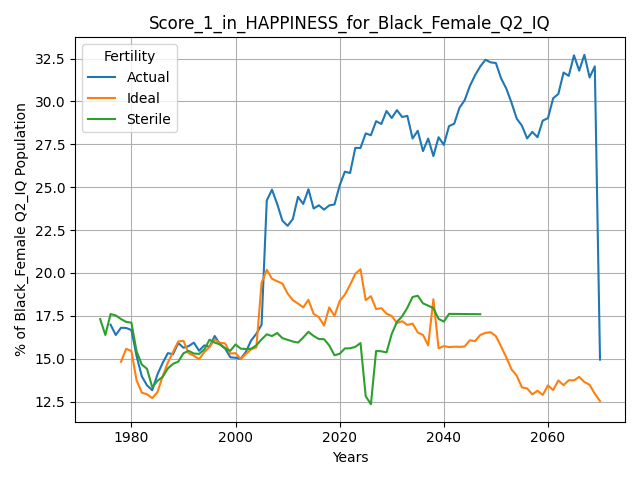 Score_1_in_HAPPINESS_for_Black_Female_Q2_IQ
Fertility
Actual
Ideal
Sterile
32.5
30.0
27.5
25.0
22.5
20.0
17.5
15.0
12.5
% of Black_Female Q2_IQ Population
1980
2000
2020
2040
2060
Years